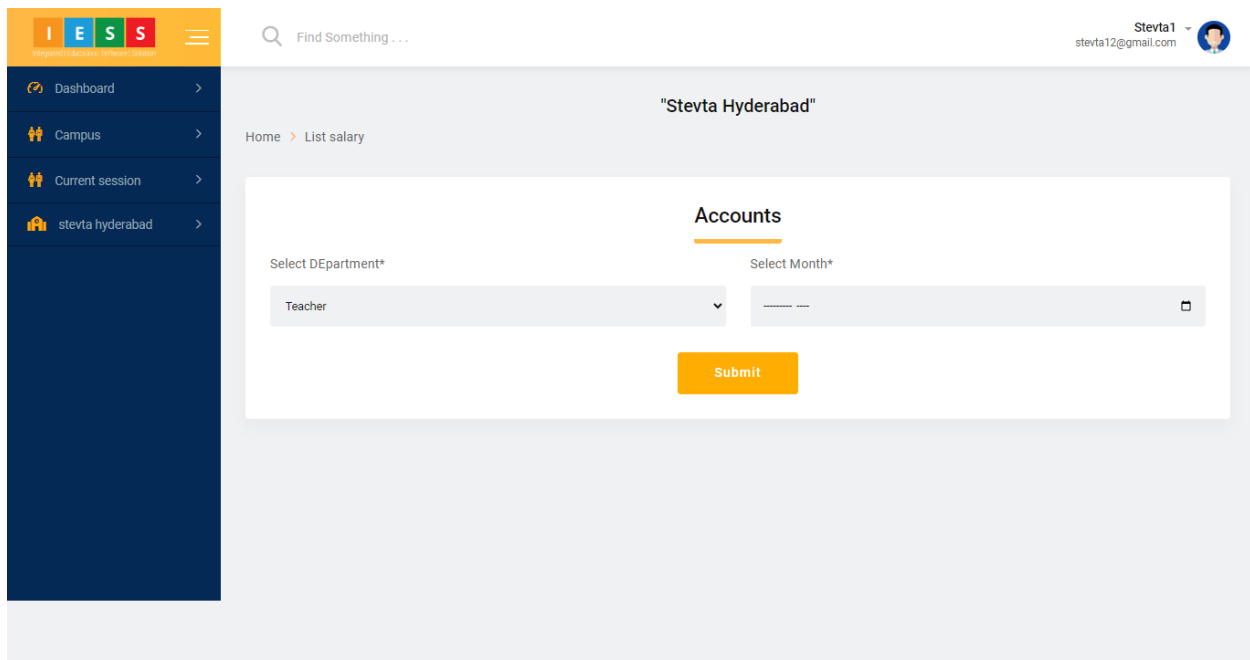 I E S S
Find Something . . .
Stevta1
stevta12@gmail.com
Dashboard
Campus
Current session
stevta hyderabad
"Stevta Hyderabad"
Home > List salary
Accounts
Select DEpartment*
Select Month*
Teacher
--------- ----
Submit